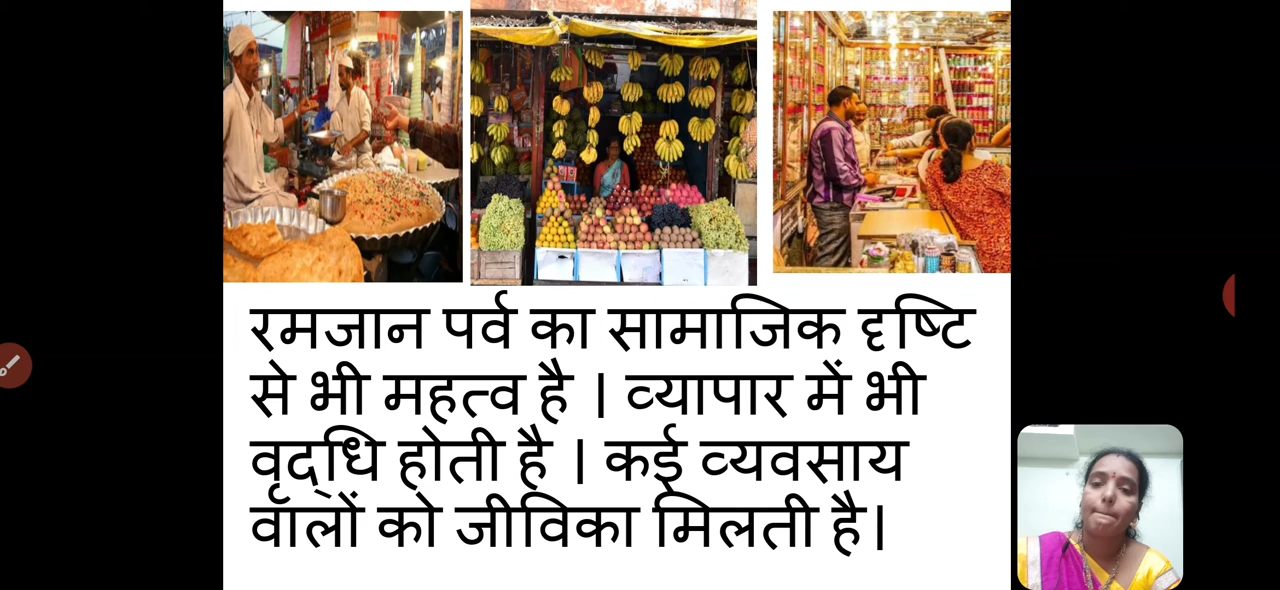 रमजान पर्व का सामाजिक दृष्टि
से भी महत्व है | व्यापार में भी
वृद्धि होती है | कई व्यवसाय
वालों को जीविका मिलती है|